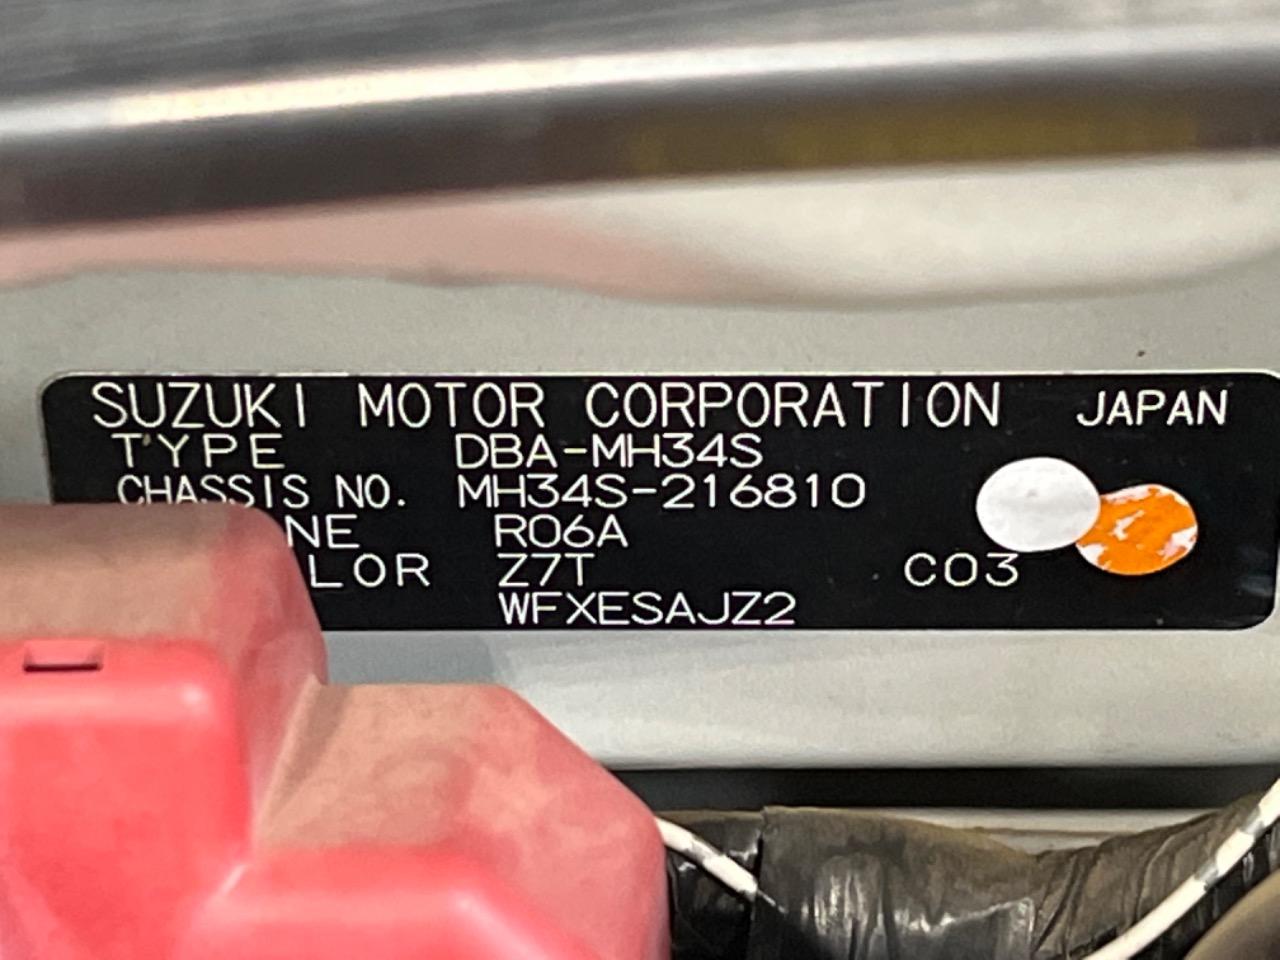 SUZUKI MOTOR CORPORATION JAPAN
TYPE DBA-MH34S
CHASSIS NO. MH34S-216810
NE R06A
LOR Z7T C03
WFXESAJZ2